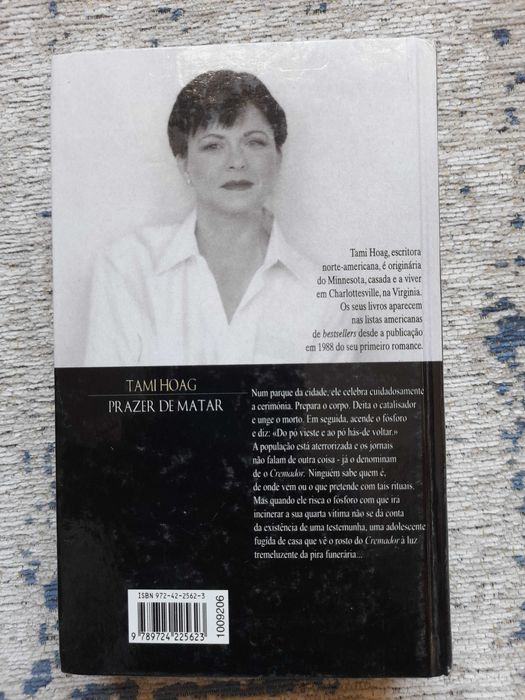 Tami Hoag, escritora
norte-americana, é originária
do Minnesota, casada e a viver
em Charlottesville, na Virginia.
Os seus livros aparecem
nas listas americanas
de bestsellers desde a publicação
em 1988 do seu primeiro romance.
TAMI HOAG
PRAZER DE MATAR
Num parque da cidade, ele celebra cuidadosamente
a cerimónia. Prepara o corpo. Deita o catalisador
e unge o morto. Em seguida, acende o fósforo
e diz: «Do pó vieste e ao pó hás-de voltar.»
A população está aterrorizada e os jornais
não falam de outra coisa - já o denominam
de o Cremador. Ninguém sabe quem é,
de onde vem ou o que pretende com tais rituais.
Mas quando ele risca o fósforo com que irá
incinerar a sua quarta vítima não se dá conta
da existência de uma testemunha, uma adolescente
fugida de casa que vê o rosto do Cremador à luz
tremeluzente da pira funerária...
ISBN 972-42-2562-3
9 789724 225623
1009206